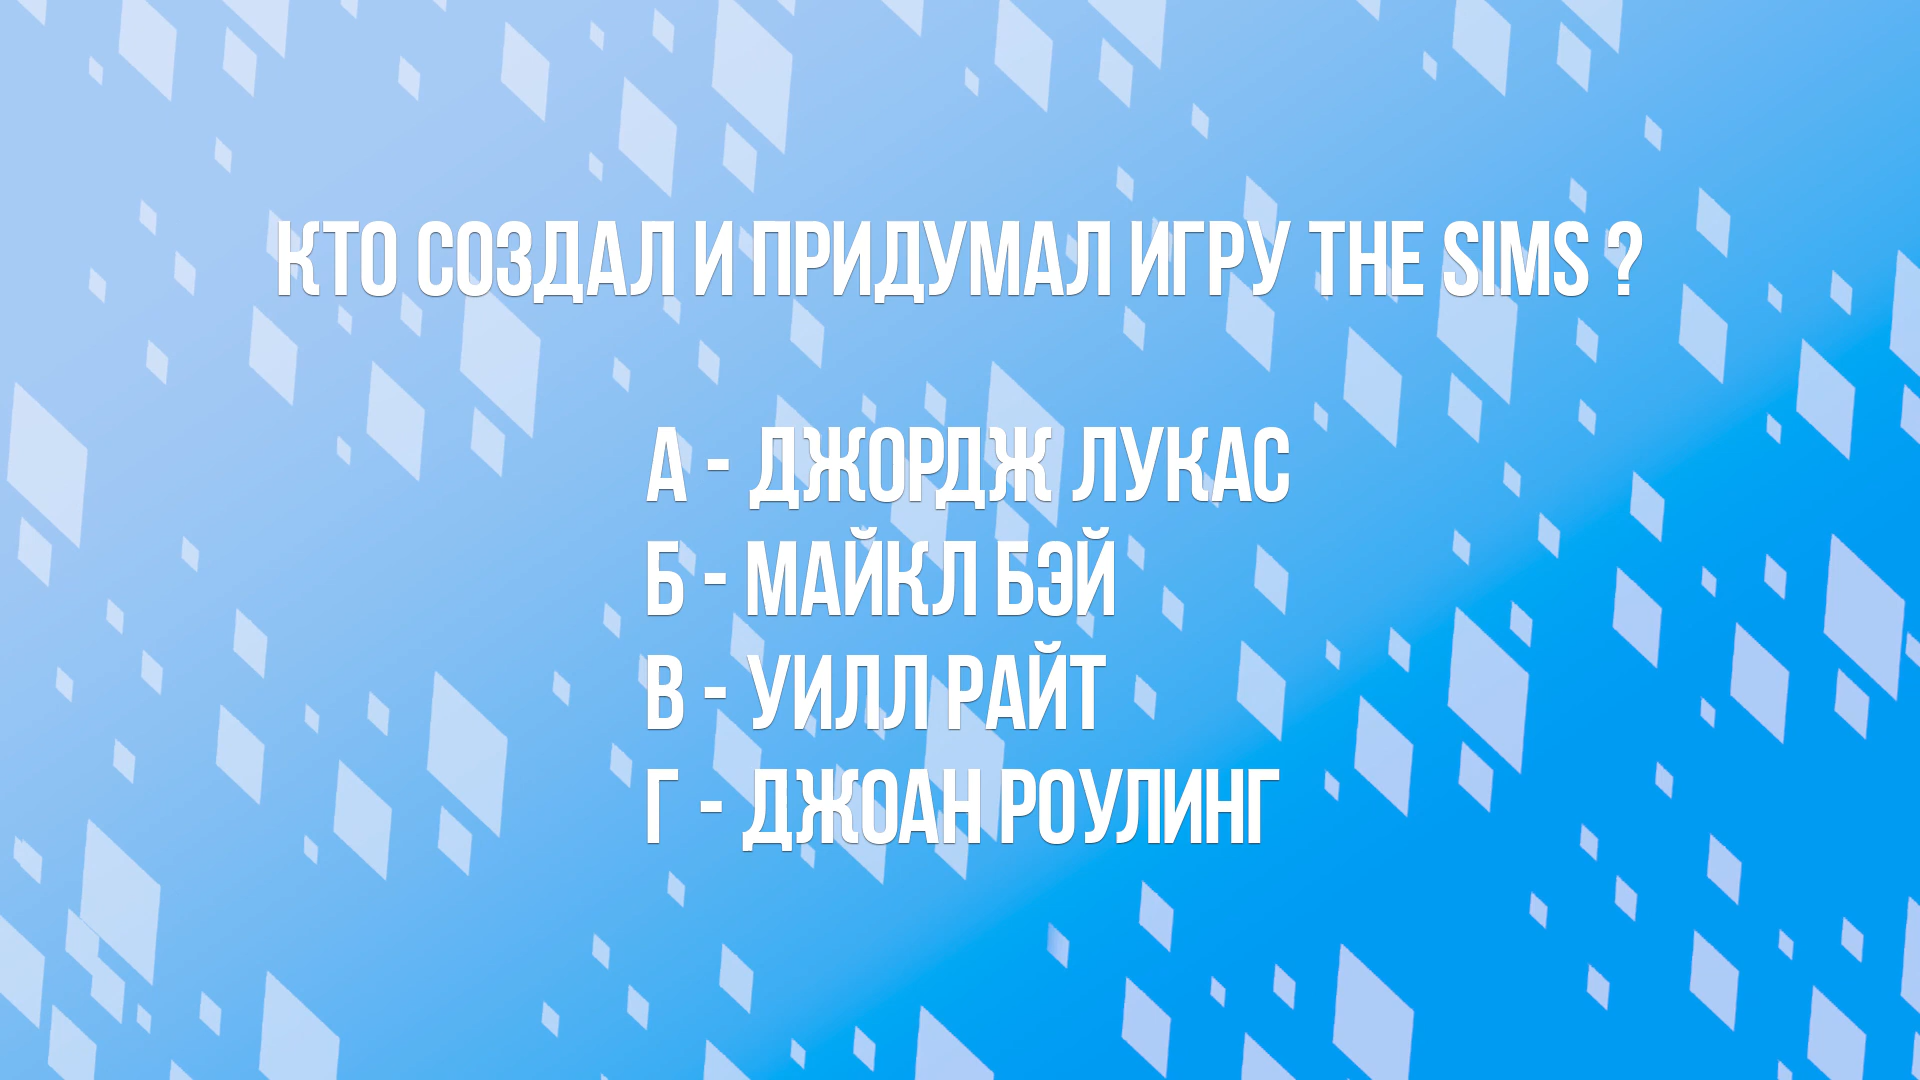 КТО СОЗДАЛ И ПРИДУМАЛ ИГРУ THE SIMS ?
А - ДЖОРДЖ ЛУКАС
Б - МАЙКЛ БЭЙ
В - УИЛЛ РАЙТ
Г - ДЖОАН РОУЛИНГ